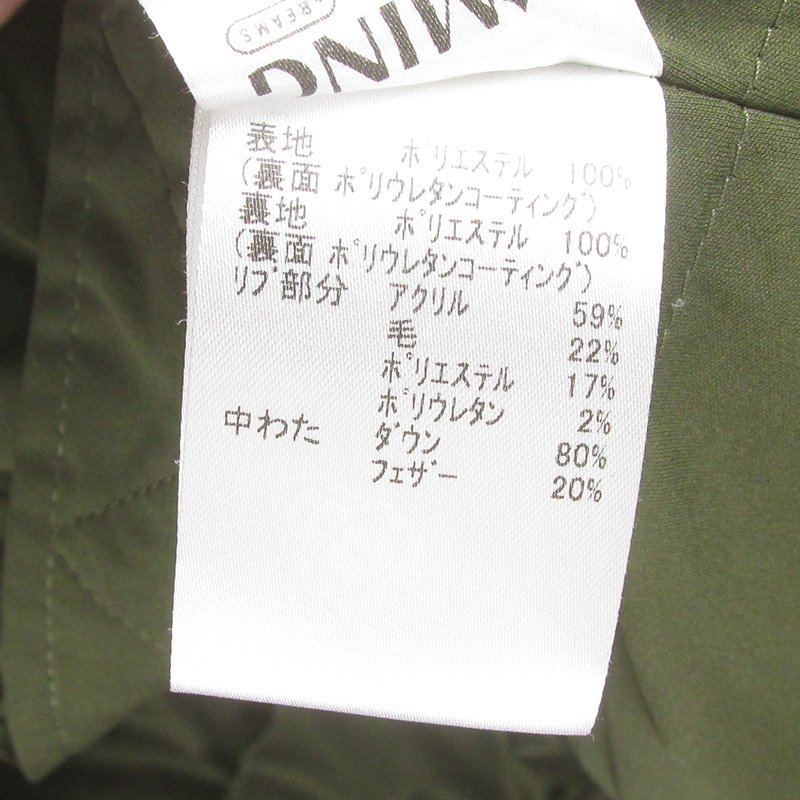 MING
BEAMS
表地 ポリエステル 100%
(裏面 ポリウレタンコーティング)
裏地 ポリエステル 100%
(裏面 ポリウレタンコーティング)
リブ部分 アクリル 59%
毛 22%
ポリエステル 17%
ポリウレタン 2%
中わた ダウン 80%
フェザー 20%